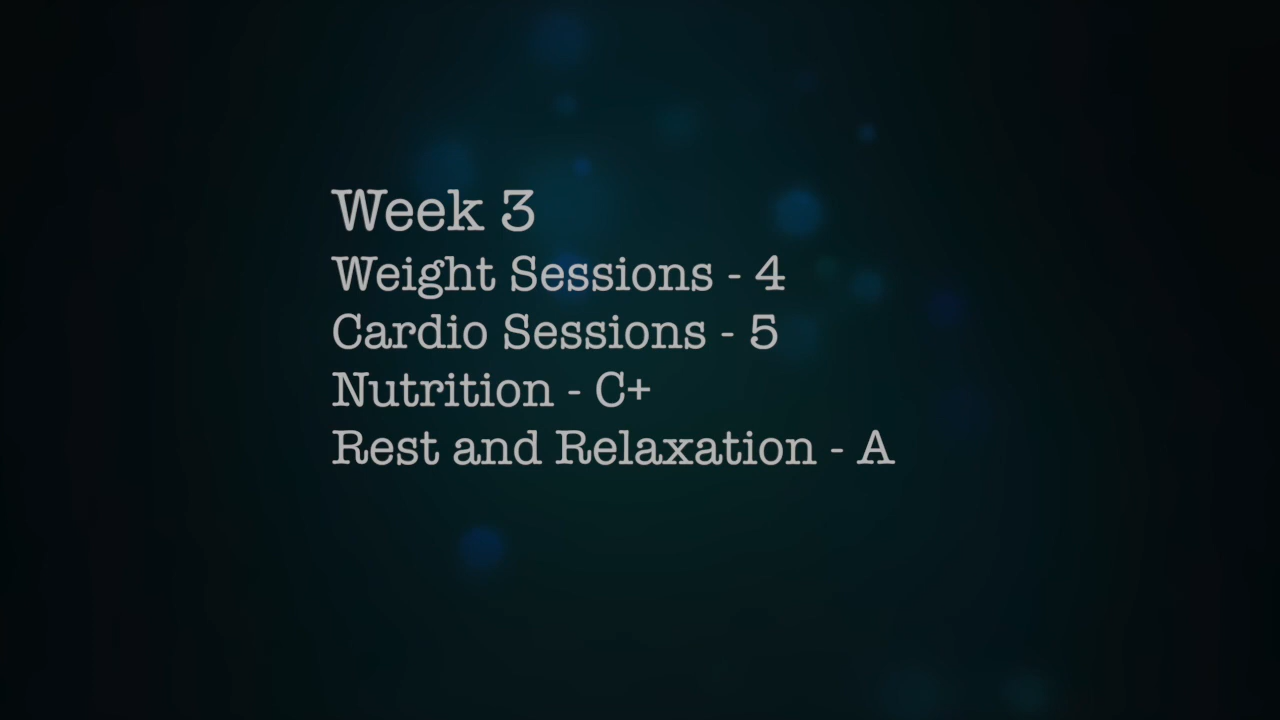 Week 3
Weight Sessions - 4
Cardio Sessions - 5
Nutrition - C+
Rest and Relaxation - A